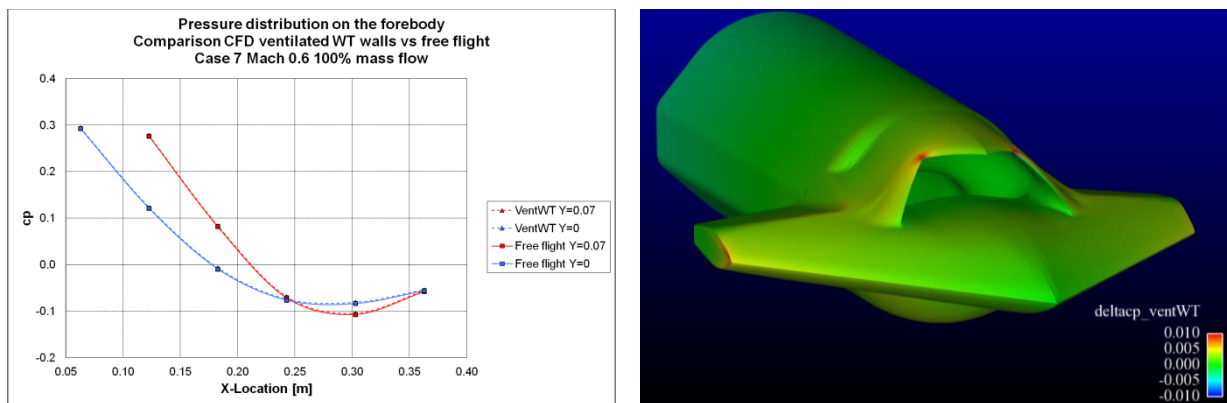 Pressure distribution on the forebody
Comparison CFD ventilated WT walls vs free flight
Case 7 Mach 0.6 100% mass flow
0.4
0.3
0.2
0.1
0.0
-0.1
-0.2
cp
0.05 0.10 0.15 0.20 0.25 0.30 0.35 0.40
X-Location [m]
VentWT Y=0.07
VentWT Y=0
Free flight Y=0.07
Free flight Y=0
deltacp_ventWT
0.010
0.005
0.000
-0.005
-0.010